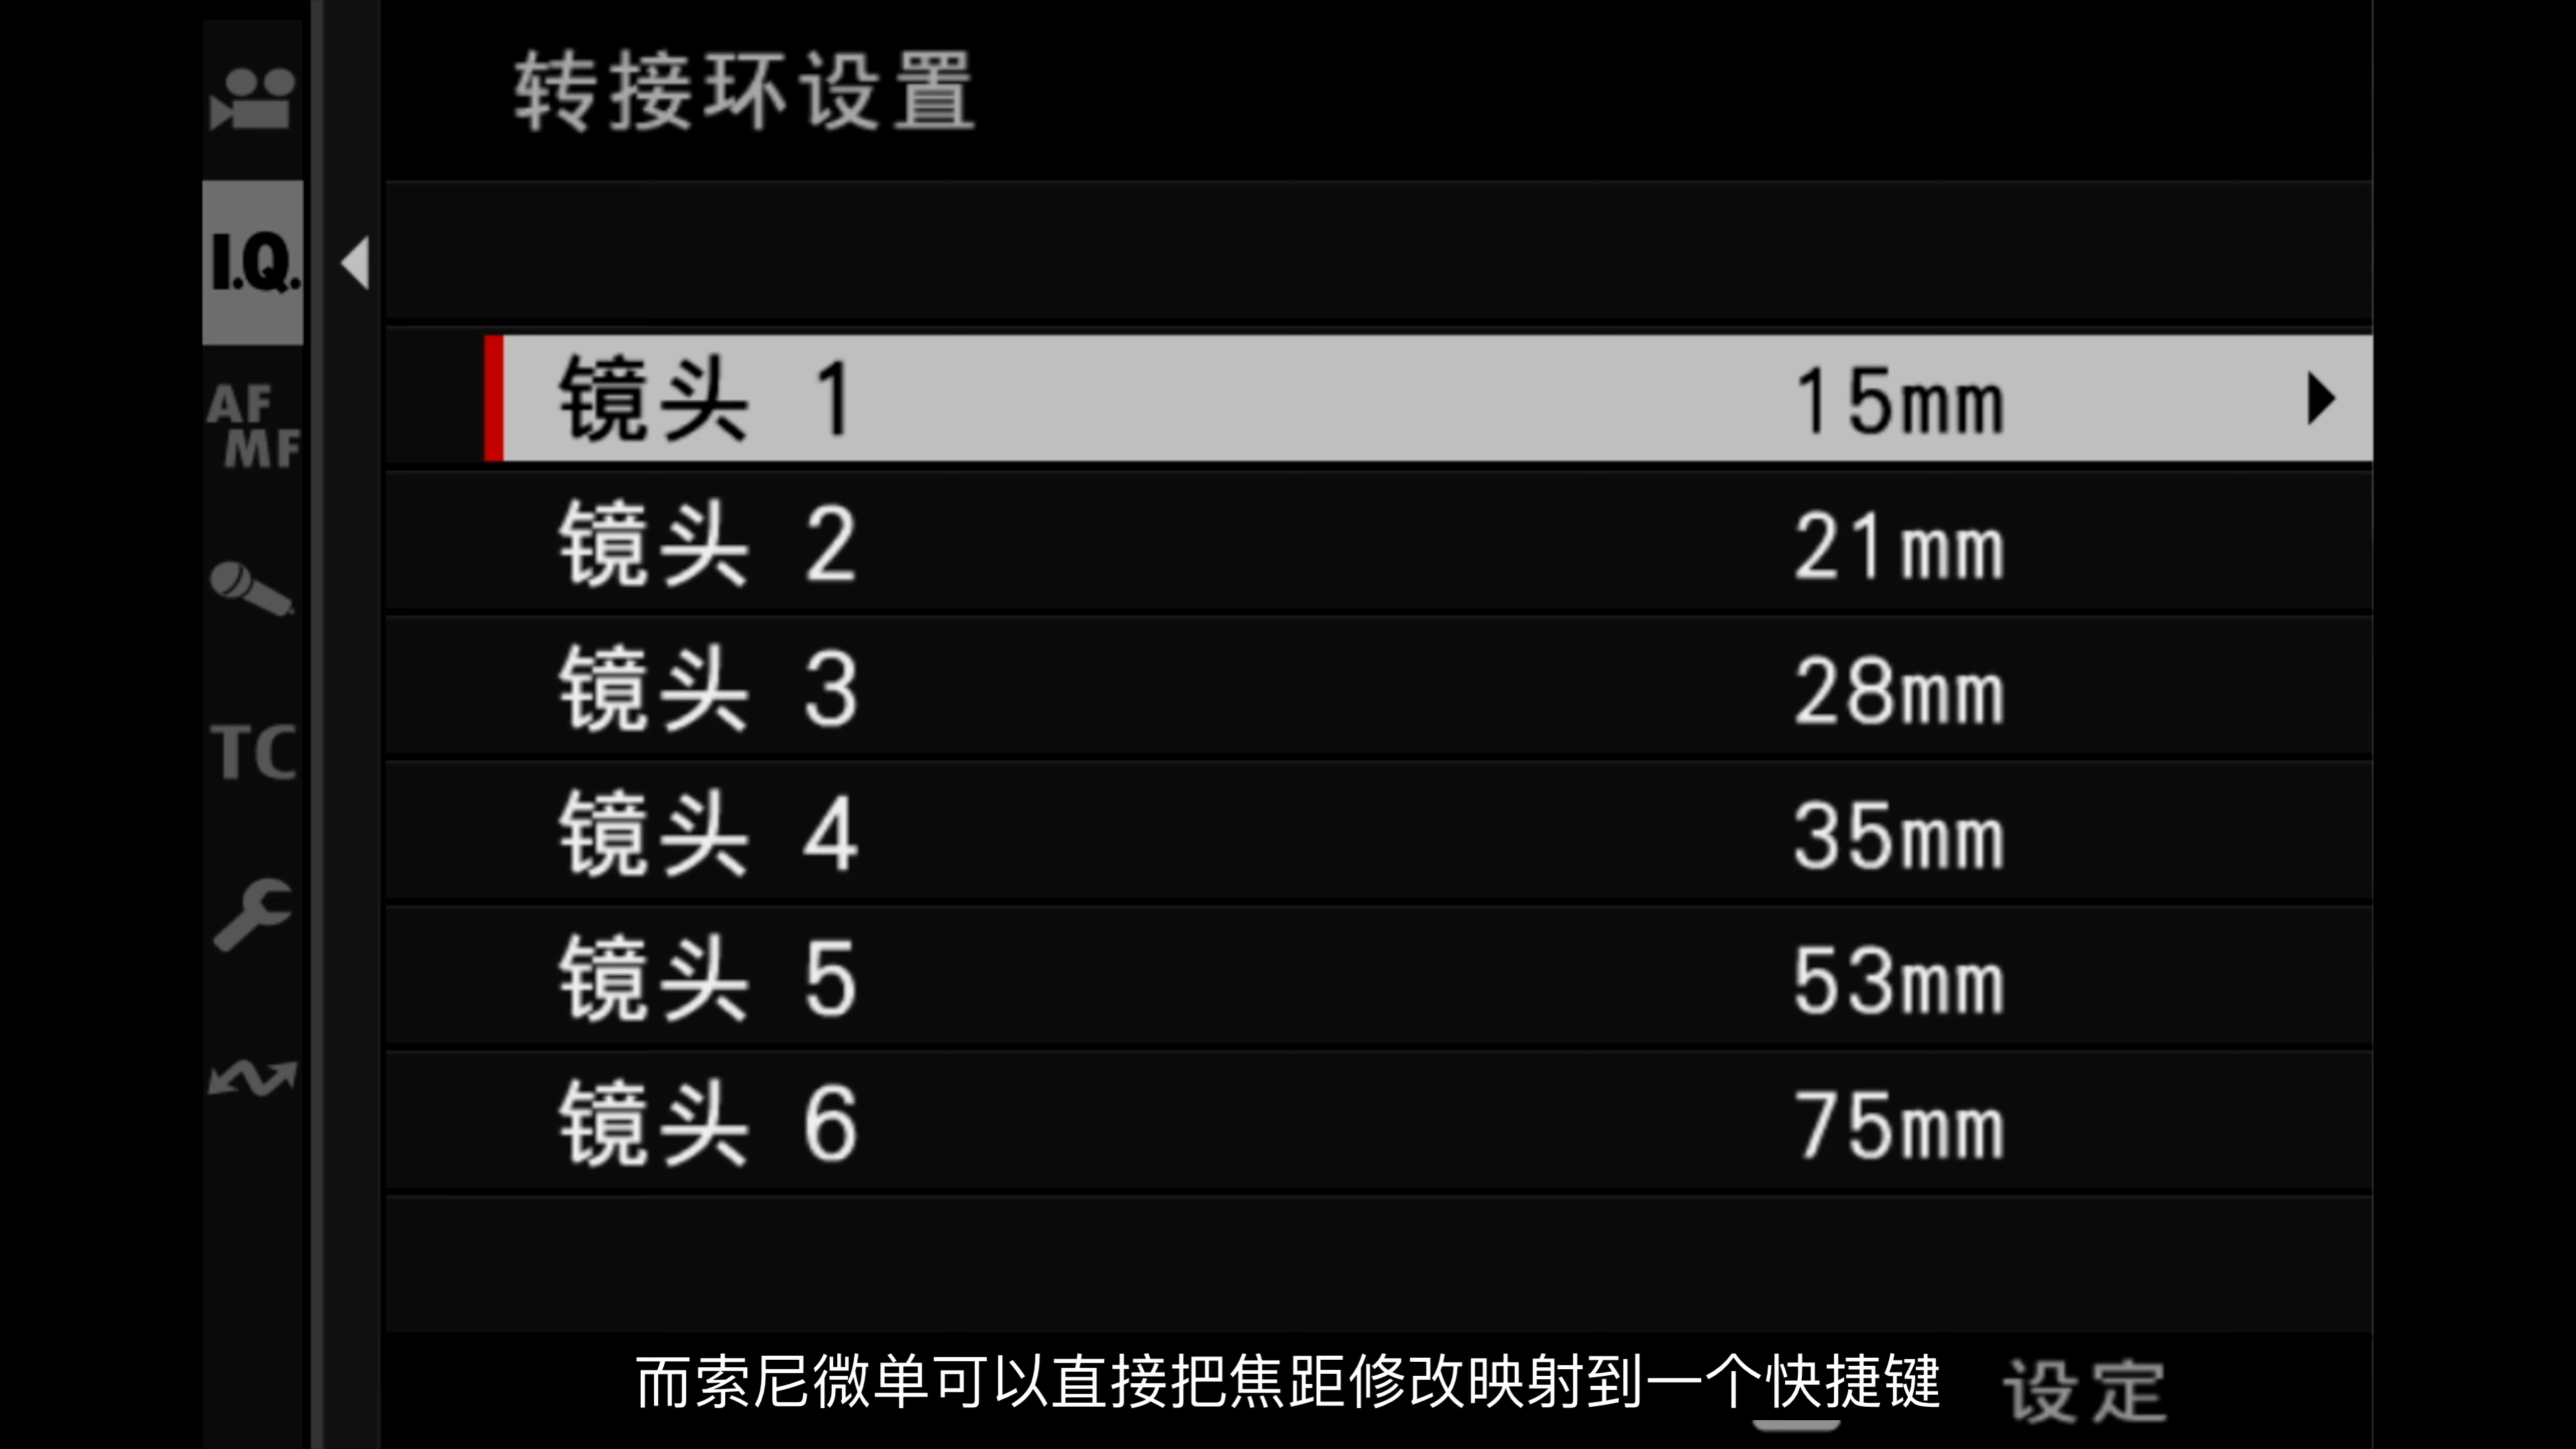 转接环设置
I.Q.
AF
MF
TC
镜头 1 15mm
镜头 2 21mm
镜头 3 28mm
镜头 4 35mm
镜头 5 53mm
镜头 6 75mm
而索尼微单可以直接把焦距修改映射到一个快捷键
设定